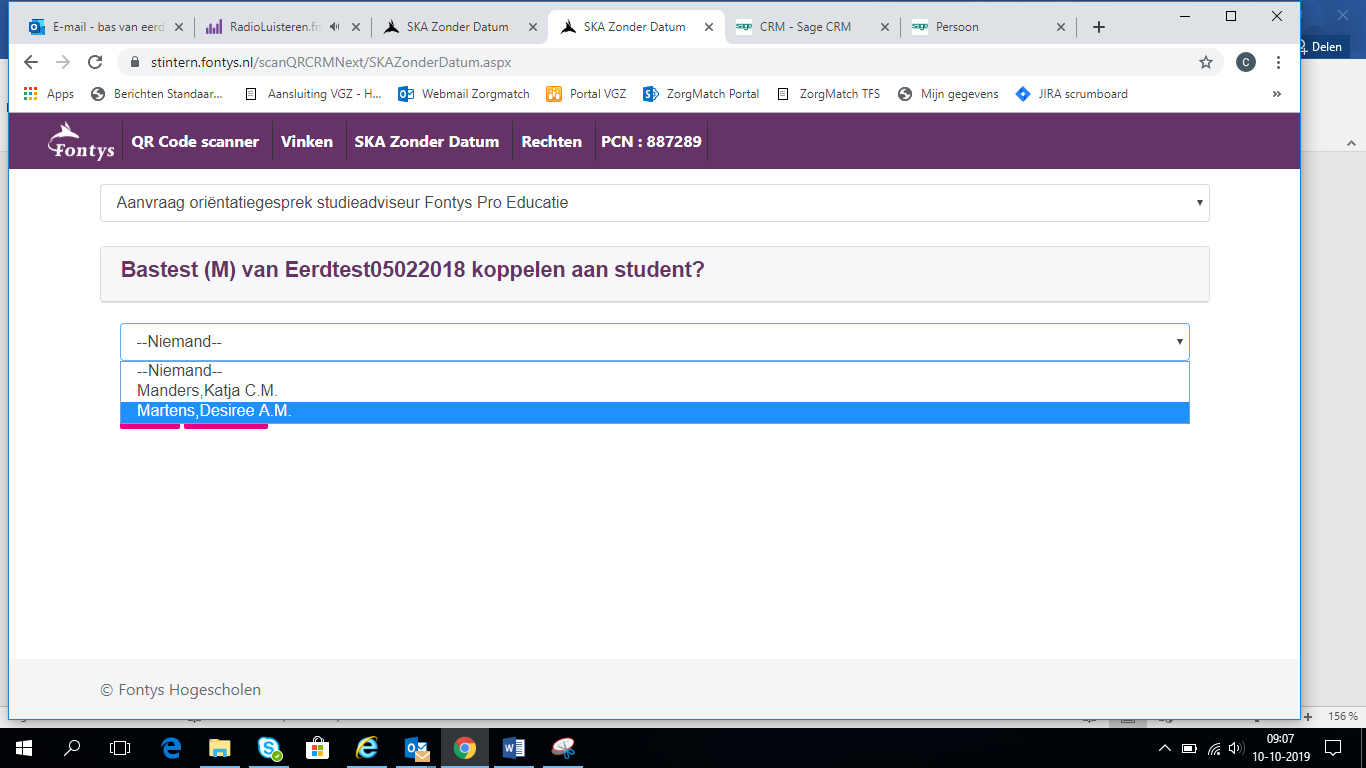 E-mail - bas van eerd
RadioLuisteren.fm
SKA Zonder Datum
SKA Zonder Datum
CRM - Sage CRM
Persoon
Delen
stintern.fontys.nl/scanQRCRMNext/SKAZonderDatum.aspx
C
Apps
Berichten Standaar...
Aansluiting VGZ - H...
Webmail Zorgmatch
Portal VGZ
ZorgMatch Portal
ZorgMatch TFS
Mijn gegevens
JIRA scrumboard
»
Fontys
QR Code scanner
Vinken
SKA Zonder Datum
Rechten
PCN : 887289
Aanvraag oriëntatiegesprek studieadviseur Fontys Pro Educatie
Bastest (M) van Eerdtest05022018 koppelen aan student?
--Niemand--
--Niemand--
Manders,Katja C.M.
Martens,Desiree A.M.
© Fontys Hogescholen
156 %
09:07
10-10-2019